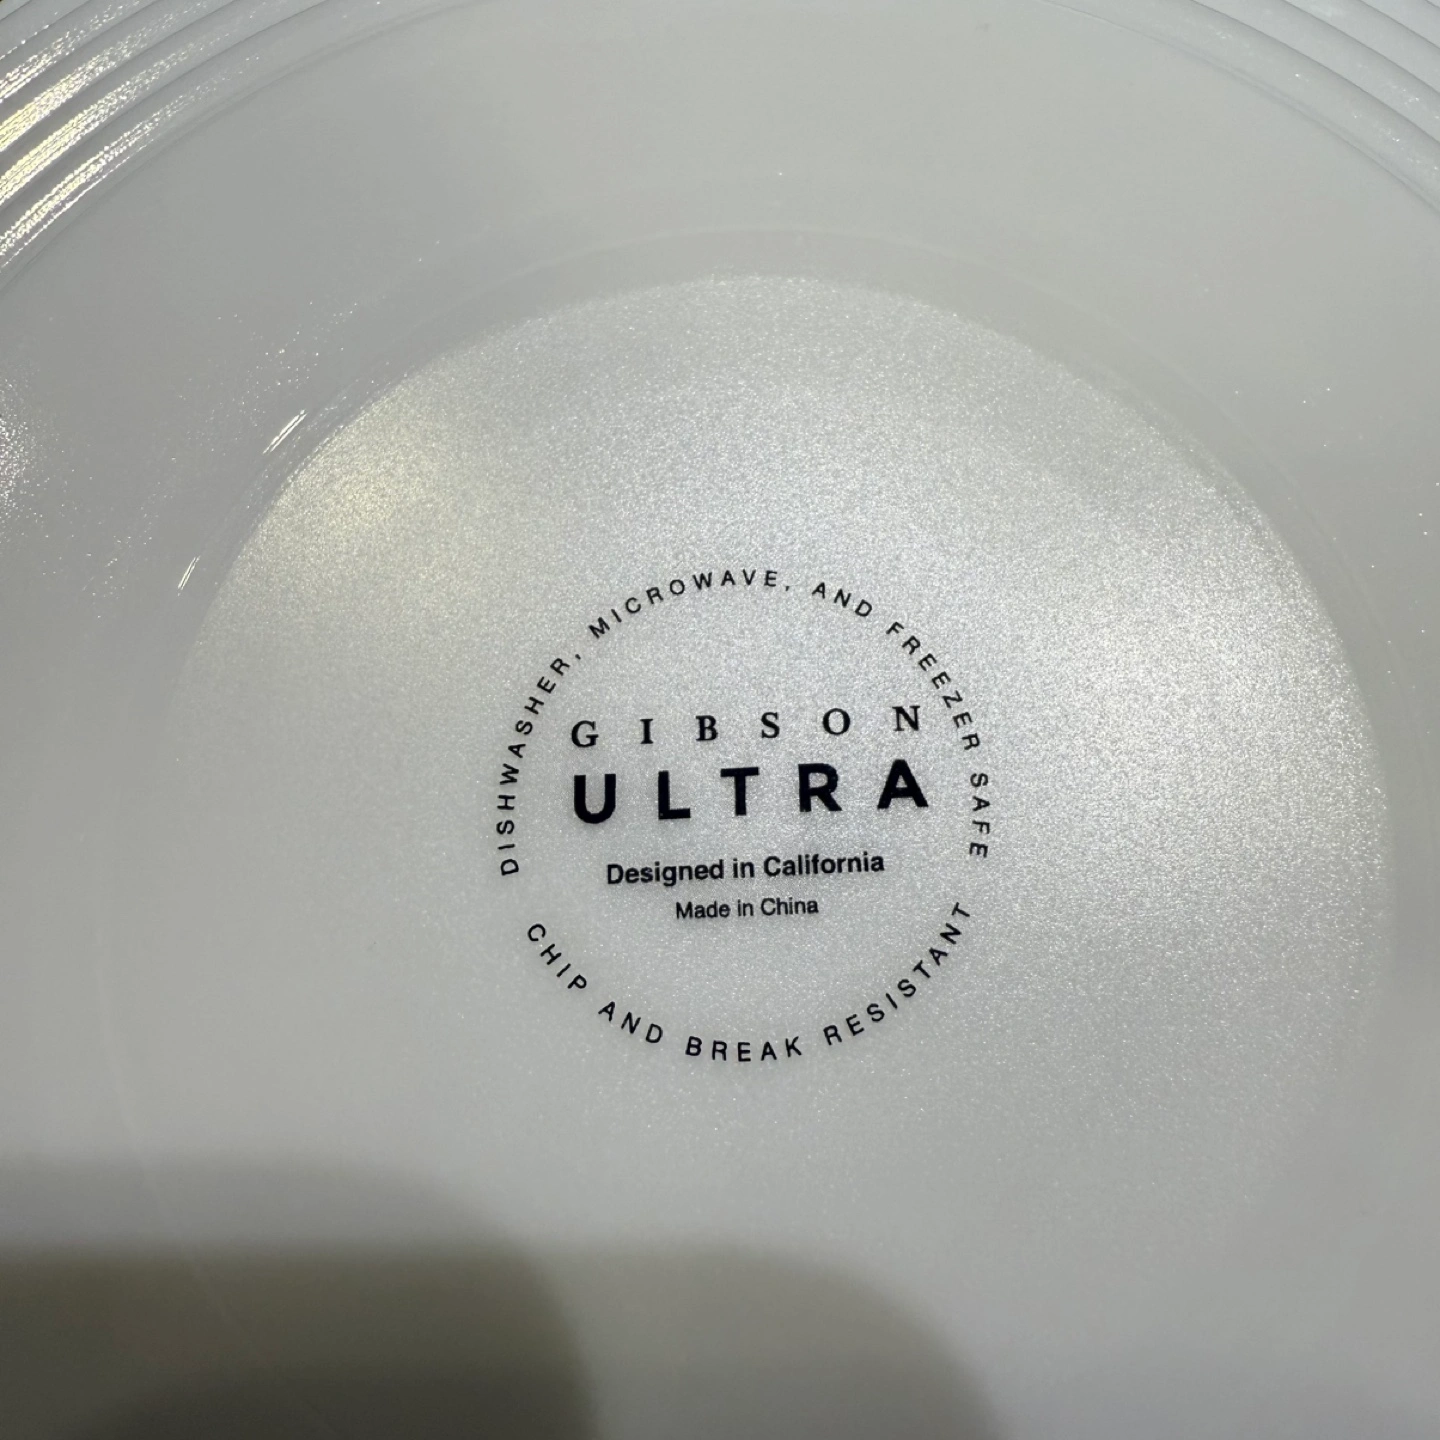 DISHWASHER, MICROWAVE, AND FREEZER SAFE
GIBSON
ULTRA
Designed in California
Made in China
CHIP AND BREAK RESISTANT